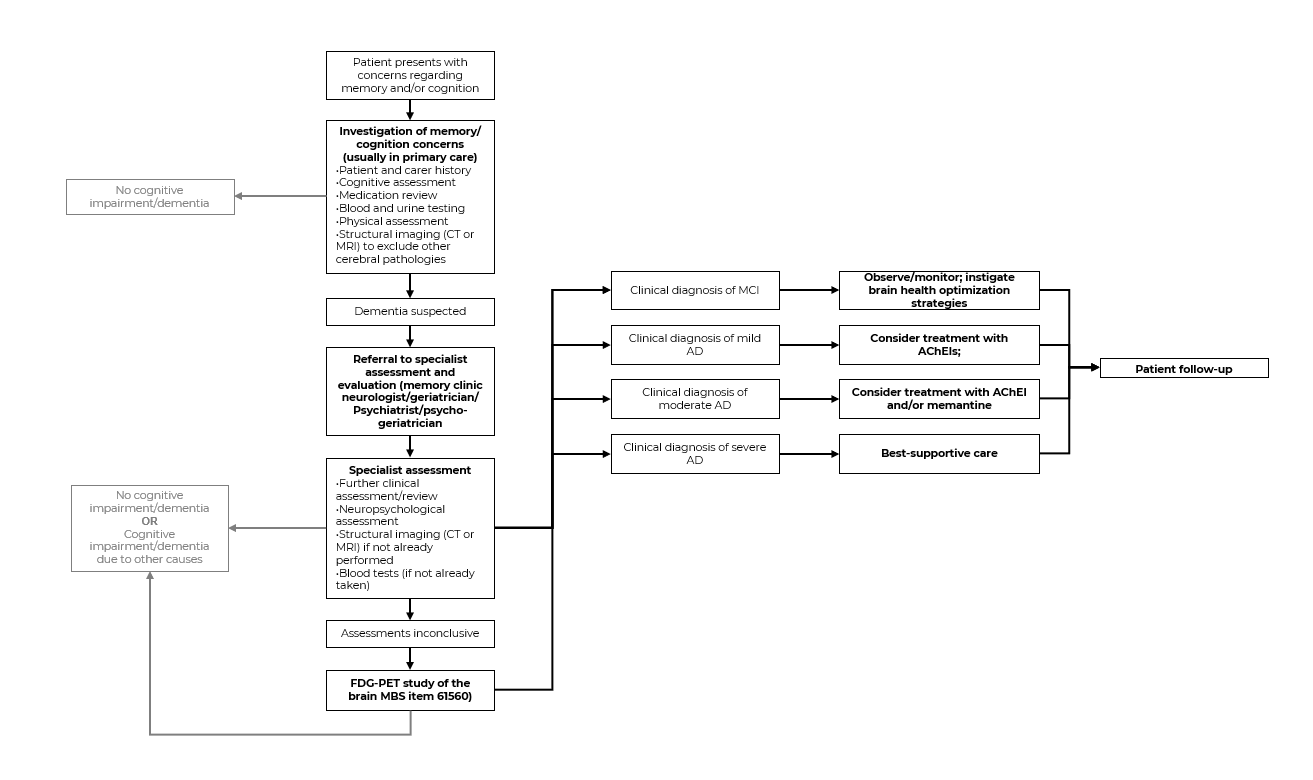 Patient presents with
concerns regarding
memory and/or cognition
Investigation of memory/
cognition concerns
(usually in primary care)
•Patient and carer history
•Cognitive assessment
•Medication review
•Blood and urine testing
•Physical assessment
•Structural imaging (CT or
MRI) to exclude other
cerebral pathologies
No cognitive
impairment/dementia
Dementia suspected
Referral to specialist
assessment and
evaluation (memory clinic
neurologist/geriatrician/
Psychiatrist/psycho-
geriatrician
Specialist assessment
•Further clinical
assessment/review
•Neuropsychological
assessment
•Structural imaging (CT or
MRI) if not already
performed
•Blood tests (if not already
taken)
No cognitive
impairment/dementia
OR
Cognitive
impairment/dementia
due to other causes
Assessments inconclusive
FDG-PET study of the
brain MBS item 61560)
Clinical diagnosis of MCI
Observe/monitor; instigate
brain health optimization
strategies
Clinical diagnosis of mild
AD
Consider treatment with
AChEIs;
Clinical diagnosis of
moderate AD
Consider treatment with AChEI
and/or memantine
Clinical diagnosis of severe
AD
Best-supportive care
Patient follow-up